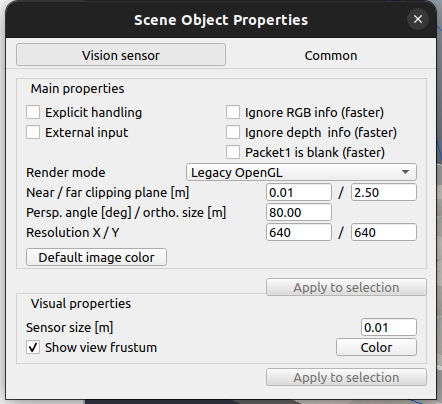 Scene Object Properties
Vision sensor Common
Main properties
Explicit handling Ignore RGB info (faster)
External input Ignore depth info (faster)
Packet1 is blank (faster)
Render mode Legacy OpenGL
Near / far clipping plane [m] 0.01 / 2.50
Persp. angle [deg] / ortho. size [m] 80.00
Resolution X / Y 640 / 640
Default image color
Apply to selection
Visual properties
Sensor size [m] 0.01
Show view frustum Color
Apply to selection